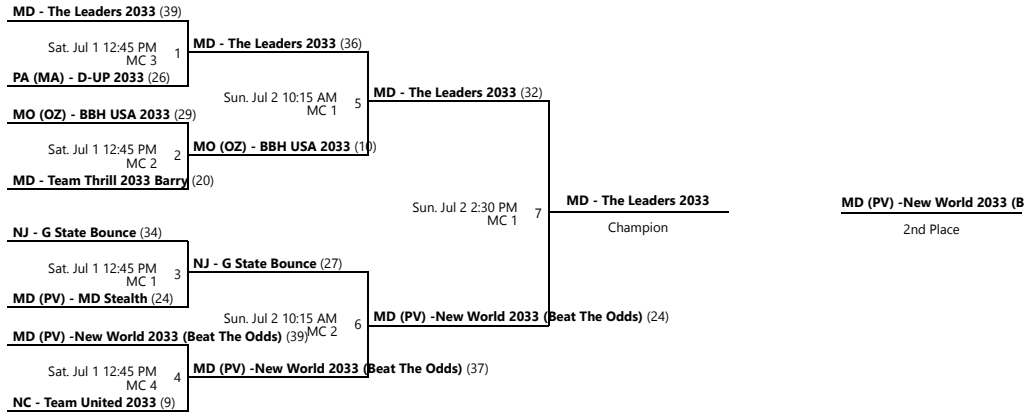 MD - The Leaders 2033 (39)
Sat. Jul 1 12:45 PM
MC 3
1
PA (MA) - D-UP 2033 (26)
MD - The Leaders 2033 (36)
MO (OZ) - BBH USA 2033 (29)
Sat. Jul 1 12:45 PM
MC 2
2
MD - Team Thrill 2033 Barry (20)
Sun. Jul 2 10:15 AM
MC 1
5
MO (OZ) - BBH USA 2033 (10)
MD - The Leaders 2033 (32)
NJ - G State Bounce (34)
Sat. Jul 1 12:45 PM
MC 1
3
MD (PV) - MD Stealth (24)
NJ - G State Bounce (27)
MD (PV) -New World 2033 (Beat The Odds) (39)
Sat. Jul 1 12:45 PM
MC 4
4
NC - Team United 2033 (9)
Sun. Jul 2 10:15 AM
MC 2
6
MD (PV) -New World 2033 (Beat The Odds) (37)
Sun. Jul 2 2:30 PM
MC 1
7
MD (PV) -New World 2033 (Beat The Odds) (24)
MD - The Leaders 2033
Champion
MD (PV) -New World 2033 (B
2nd Place